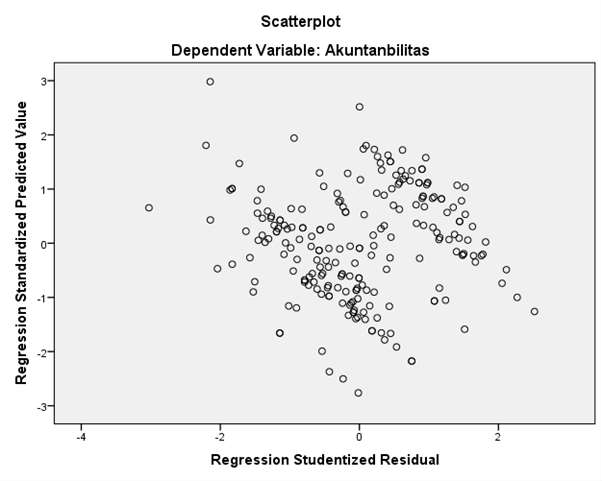 Scatterplot
Dependent Variable: Akuntanbilitas
Regression Standardized Predicted Value
3
2
1
0
-1
-2
-3
-4
-2
0
2
Regression Studentized Residual